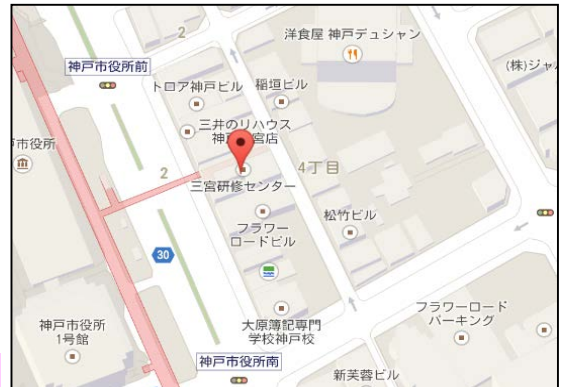 2
洋食屋 神戸デュシャン
神戸市役所前
(株)ジャ
トロア神戸ビル
稲垣ビル
三井のリハウス
市役所
2
4丁目
三宮研修センター
松竹ビル
フラワー
ロードビル
30
フラワーロード
パーキング
神戸市役所
1号館
大原簿記専門
学校神戸校
神戸市役所南
新芙蓉ビル